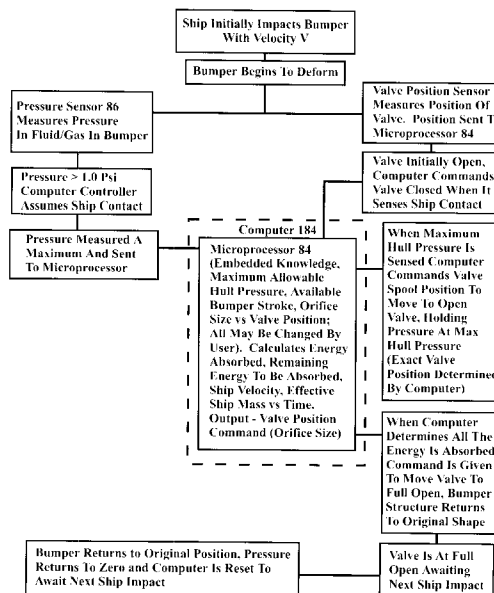 Ship Initially Impacts Bumper
With Velocity V
Bumper Begins To Deform
Pressure Sensor 86
Measures Pressure
In Fluid/Gas In Bumper
Valve Position Sensor
Measures Position Of
Valve. Position Sent T
Microprocessor 84
Pressure > 1.0 Psi
Computer Controller
Assumes Ship Contact
Valve Initially Open,
Computer Commands
Valve Closed When It
Senses Ship Contact
Pressure Measured A
Maximum And Sent
To Microprocessor
Computer 184
Microprocessor 84
(Embedded Knowledge,
Maximum Allowable
Hull Pressure, Available
Bumper Stroke, Orifice
Size vs Valve Position;
All May Be Changed By
User). Calculates Energy
Absorbed, Remaining
Energy To Be Absorbed,
Ship Velocity, Effective
Ship Mass vs Time.
Output - Valve Position
Command (Orifice Size)
When Maximum
Hull Pressure Is
Sensed Computer
Commands Valve
Spool Position To
Move To Open
Valve, Holding
Pressure At Max
Hull Pressure
(Exact Valve
Position Determined
By Computer)
When Computer
Determines All The
Energy Is Absorbed
Command Is Given
To Move Valve To
Full Open, Bumper
Structure Returns
To Original Shape
Valve Is At Full
Open Awaiting
Next Ship Impact
Bumper Returns to Original Position, Pressure
Returns To Zero and Computer Is Reset To
Await Next Ship Impact